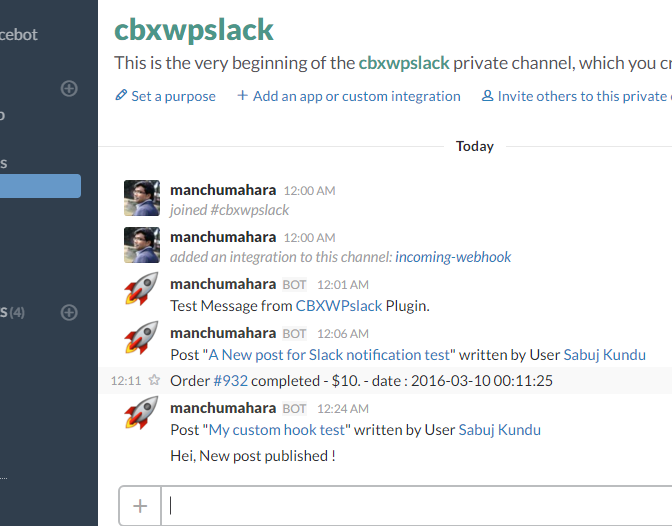 cbxwpslack
cebot
This is the very beginning of the cbxwpslack private channel, which you cr
Set a purpose + Add an app or custom integration Invite others to this private
Today
s
manchumahara 12:00 AM
joined #cbxwpslack
manchumahara 12:00 AM
added an integration to this channel: incoming-webhook
manchumahara BOT 12:01 AM
Test Message from CBXWPslack Plugin.
S (4)
manchumahara BOT 12:06 AM
Post "A New post for Slack notification test" written by User Sabuj Kundu
12:11 Order #932 completed - $10. - date : 2016-03-10 00:11:25
manchumahara BOT 12:24 AM
Post "My custom hook test" written by User Sabuj Kundu
Hei, New post published !